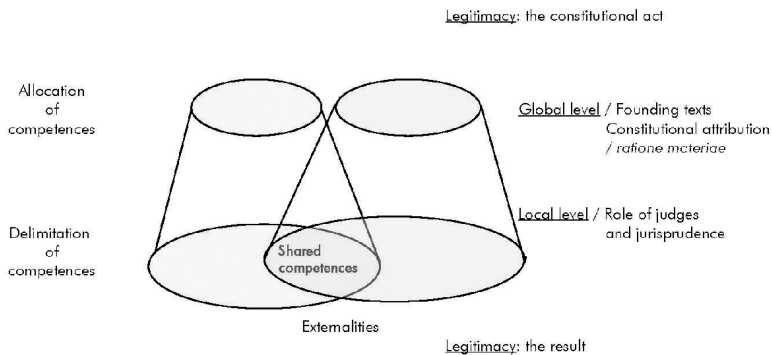 Legitimacy: the constitutional act
Allocation
of
competences
Global level / Founding texts
Constitutional attribution
/ ratione materiae
Delimitation
of
competences
Shared
competences
Local level / Role of judges
and jurisprudence
Externalities
Legitimacy: the result